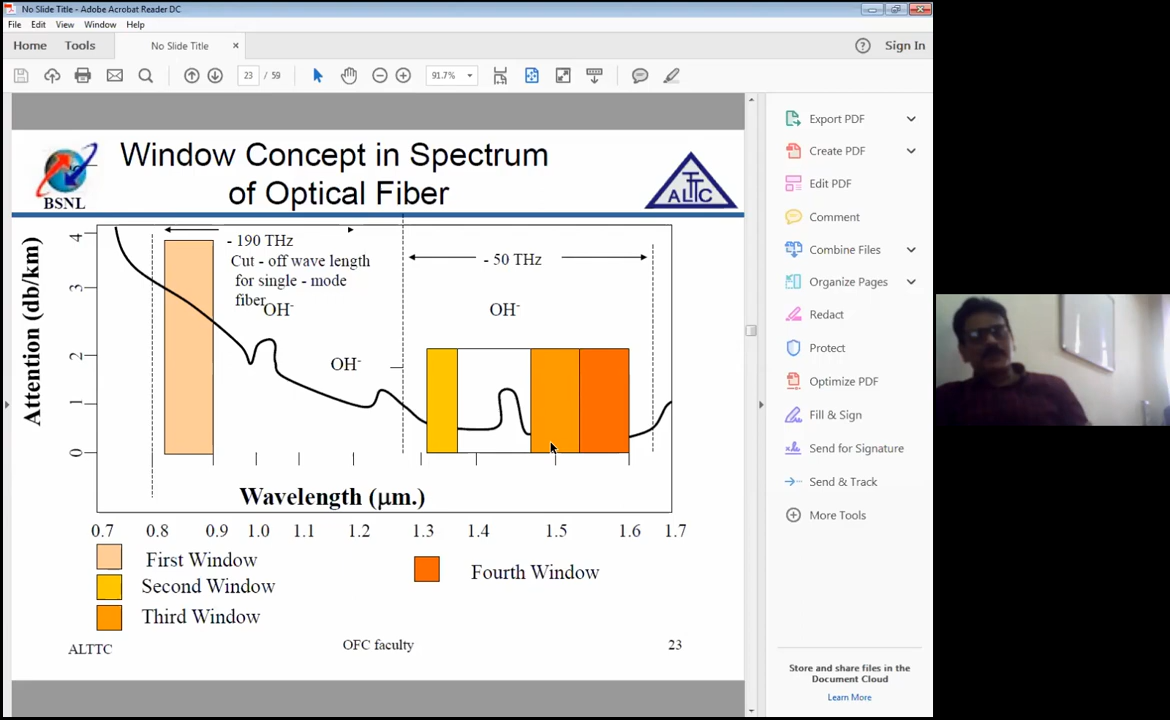 No Slide Title - Adobe Acrobat Reader DC
File Edit View Window Help
Home Tools No Slide Title × ? Sign In
23 / 59 91.7%
Window Concept in Spectrum
of Optical Fiber
BSNL
ALTTC
Attention (db/km)
4
3
2
1
0
- 190 THz
Cut - off wave length
for single - mode
fiber
OH-
OH-
- 50 THz
OH-
Wavelength (μm.)
0.7 0.8 0.9 1.0 1.1 1.2 1.3 1.4 1.5 1.6 1.7
First Window
Second Window
Third Window
Fourth Window
ALTTC
OFC faculty
23
Export PDF
Create PDF
Edit PDF
Comment
Combine Files
Organize Pages
Redact
Protect
Optimize PDF
Fill & Sign
Send for Signature
Send & Track
More Tools
Store and share files in the
Document Cloud
Learn More